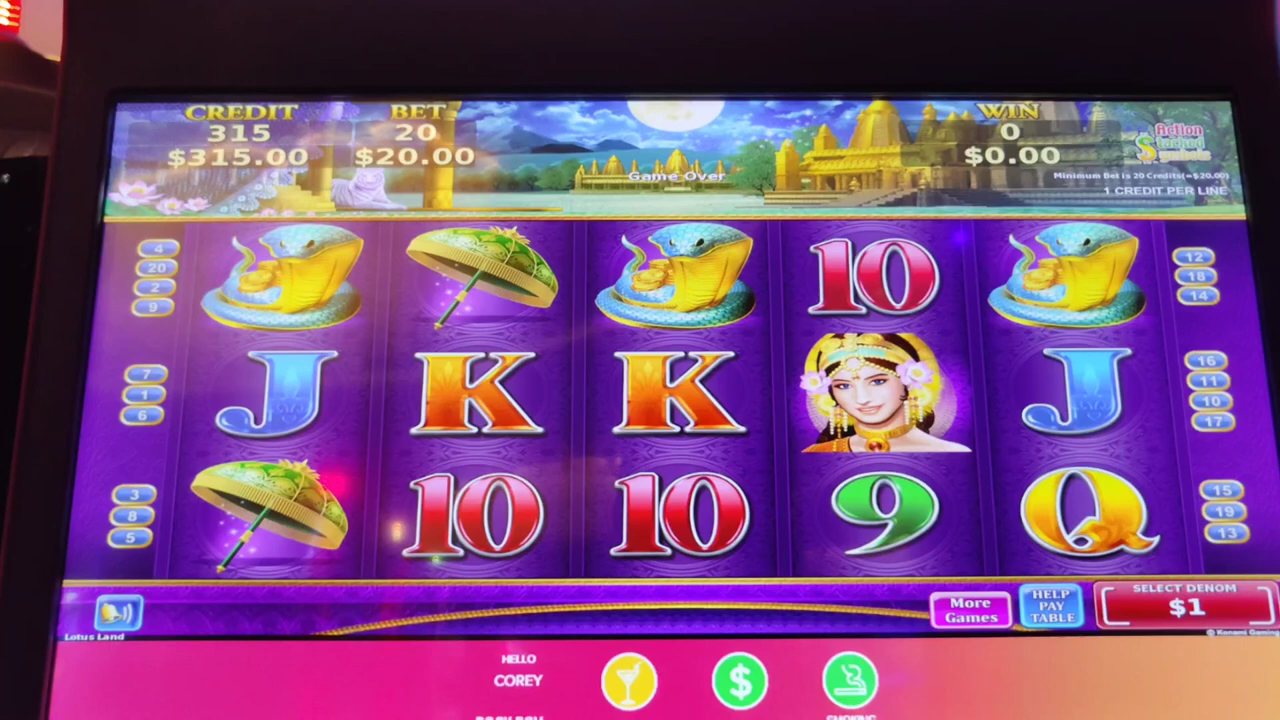 CREDIT BET WIN
315 20 0
$315.00 $20.00 $0.00
Action
Stacked
Symbols
Game Over
Minimum Bet is 20 Credits(=$20.00)
1 CREDIT PER LINE
4
20
2
9
10
12
18
14
7
1
6
J K K J
16
11
10
17
3
8
5
10 10 9 Q
15
19
13
More
Games
HELP
PAY
TABLE
SELECT DENOM
$1
Lotus Land
© Konami Gaming
HELLO
COREY
$
SMOKING